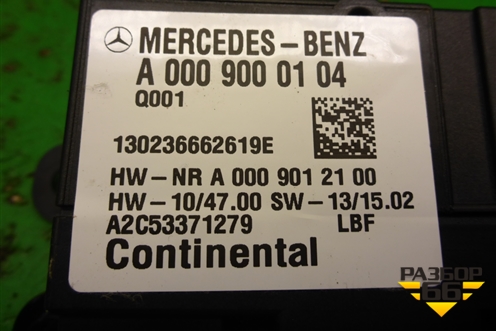 MERCEDES-BENZ
A 000 900 01 04
Q001
130236662619E
HW-NR A 000 901 21 00
HW-10/47.00 SW-13/15.02
A2C53371279 LBF
Continental
РАЗБОР
66